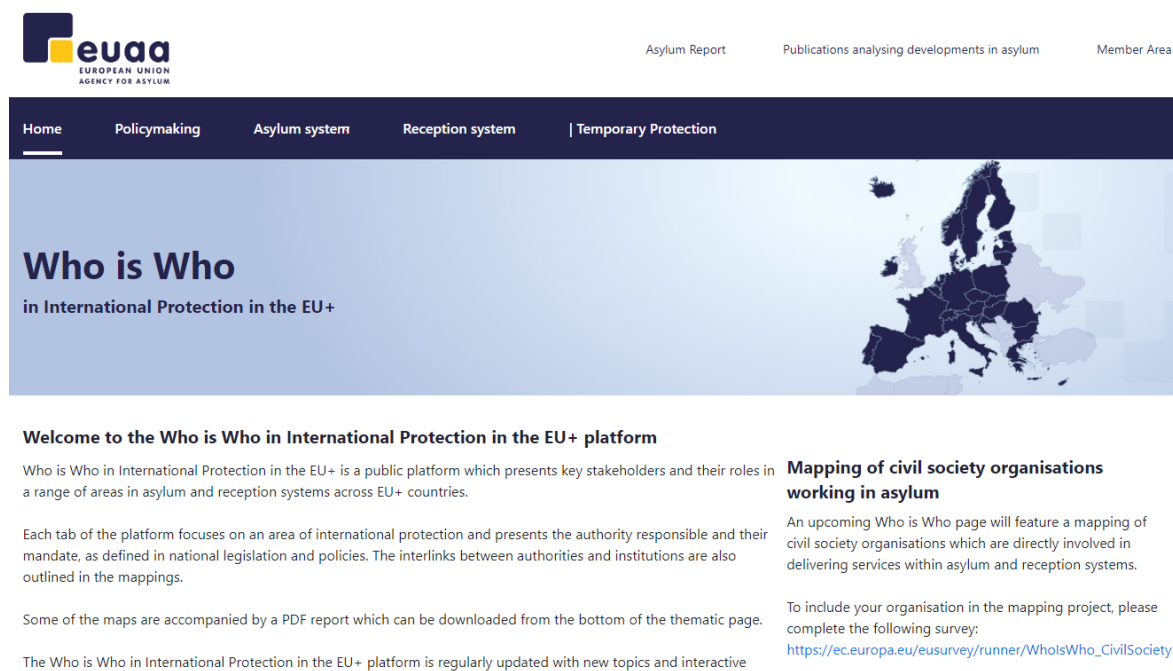 euaa
EUROPEAN UNION
AGENCY FOR ASYLUM
Asylum Report
Publications analysing developments in asylum
Member Area
Home
Policymaking
Asylum system
Reception system
| Temporary Protection
Who is Who
in International Protection in the EU+
Welcome to the Who is Who in International Protection in the EU+ platform
Who is Who in International Protection in the EU+ is a public platform which presents key stakeholders and their roles in
a range of areas in asylum and reception systems across EU+ countries.
Each tab of the platform focuses on an area of international protection and presents the authority responsible and their
mandate, as defined in national legislation and policies. The interlinks between authorities and institutions are also
outlined in the mappings.
Some of the maps are accompanied by a PDF report which can be downloaded from the bottom of the thematic page.
The Who is Who in International Protection in the EU+ platform is regularly updated with new topics and interactive
Mapping of civil society organisations
working in asylum
An upcoming Who is Who page will feature a mapping of
civil society organisations which are directly involved in
delivering services within asylum and reception systems.
To include your organisation in the mapping project, please
complete the following survey:
https://ec.europa.eu/eusurvey/runner/WhoIsWho_CivilSociety